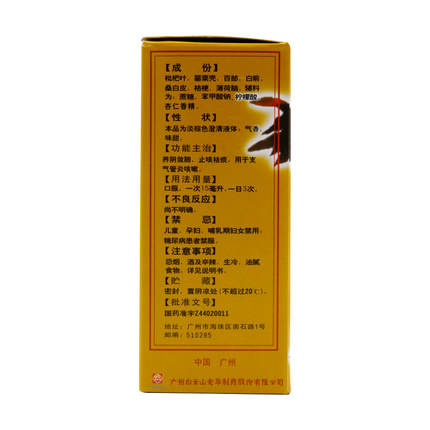 【成　份】
枇杷叶、罂粟壳、百部、白前、
桑白皮、桔梗、薄荷脑。辅料
为：蔗糖、苯甲酸钠、柠檬酸
杏仁香精。
【性　状】
本品为淡棕色澄清液体；气香，
味甜。
【功能主治】
养阴敛肺，止咳祛痰。用于支
气管炎咳嗽。
【用法用量】
口服，一次15毫升，一日3次。
【不良反应】
尚不明确。
【禁　忌】
儿童、孕妇、哺乳期妇女禁用；
糖尿病患者禁服。
【注意事项】
忌烟、酒及辛辣、生冷、油腻
食物。详见说明书。
【贮　藏】
密封，置阴凉处(不超过20℃)。
【批准文号】
国药准字Z44020011
地址：广州市海珠区南石路1号
邮编：510285
中国　广州
广州白云山光华制药股份有限公司